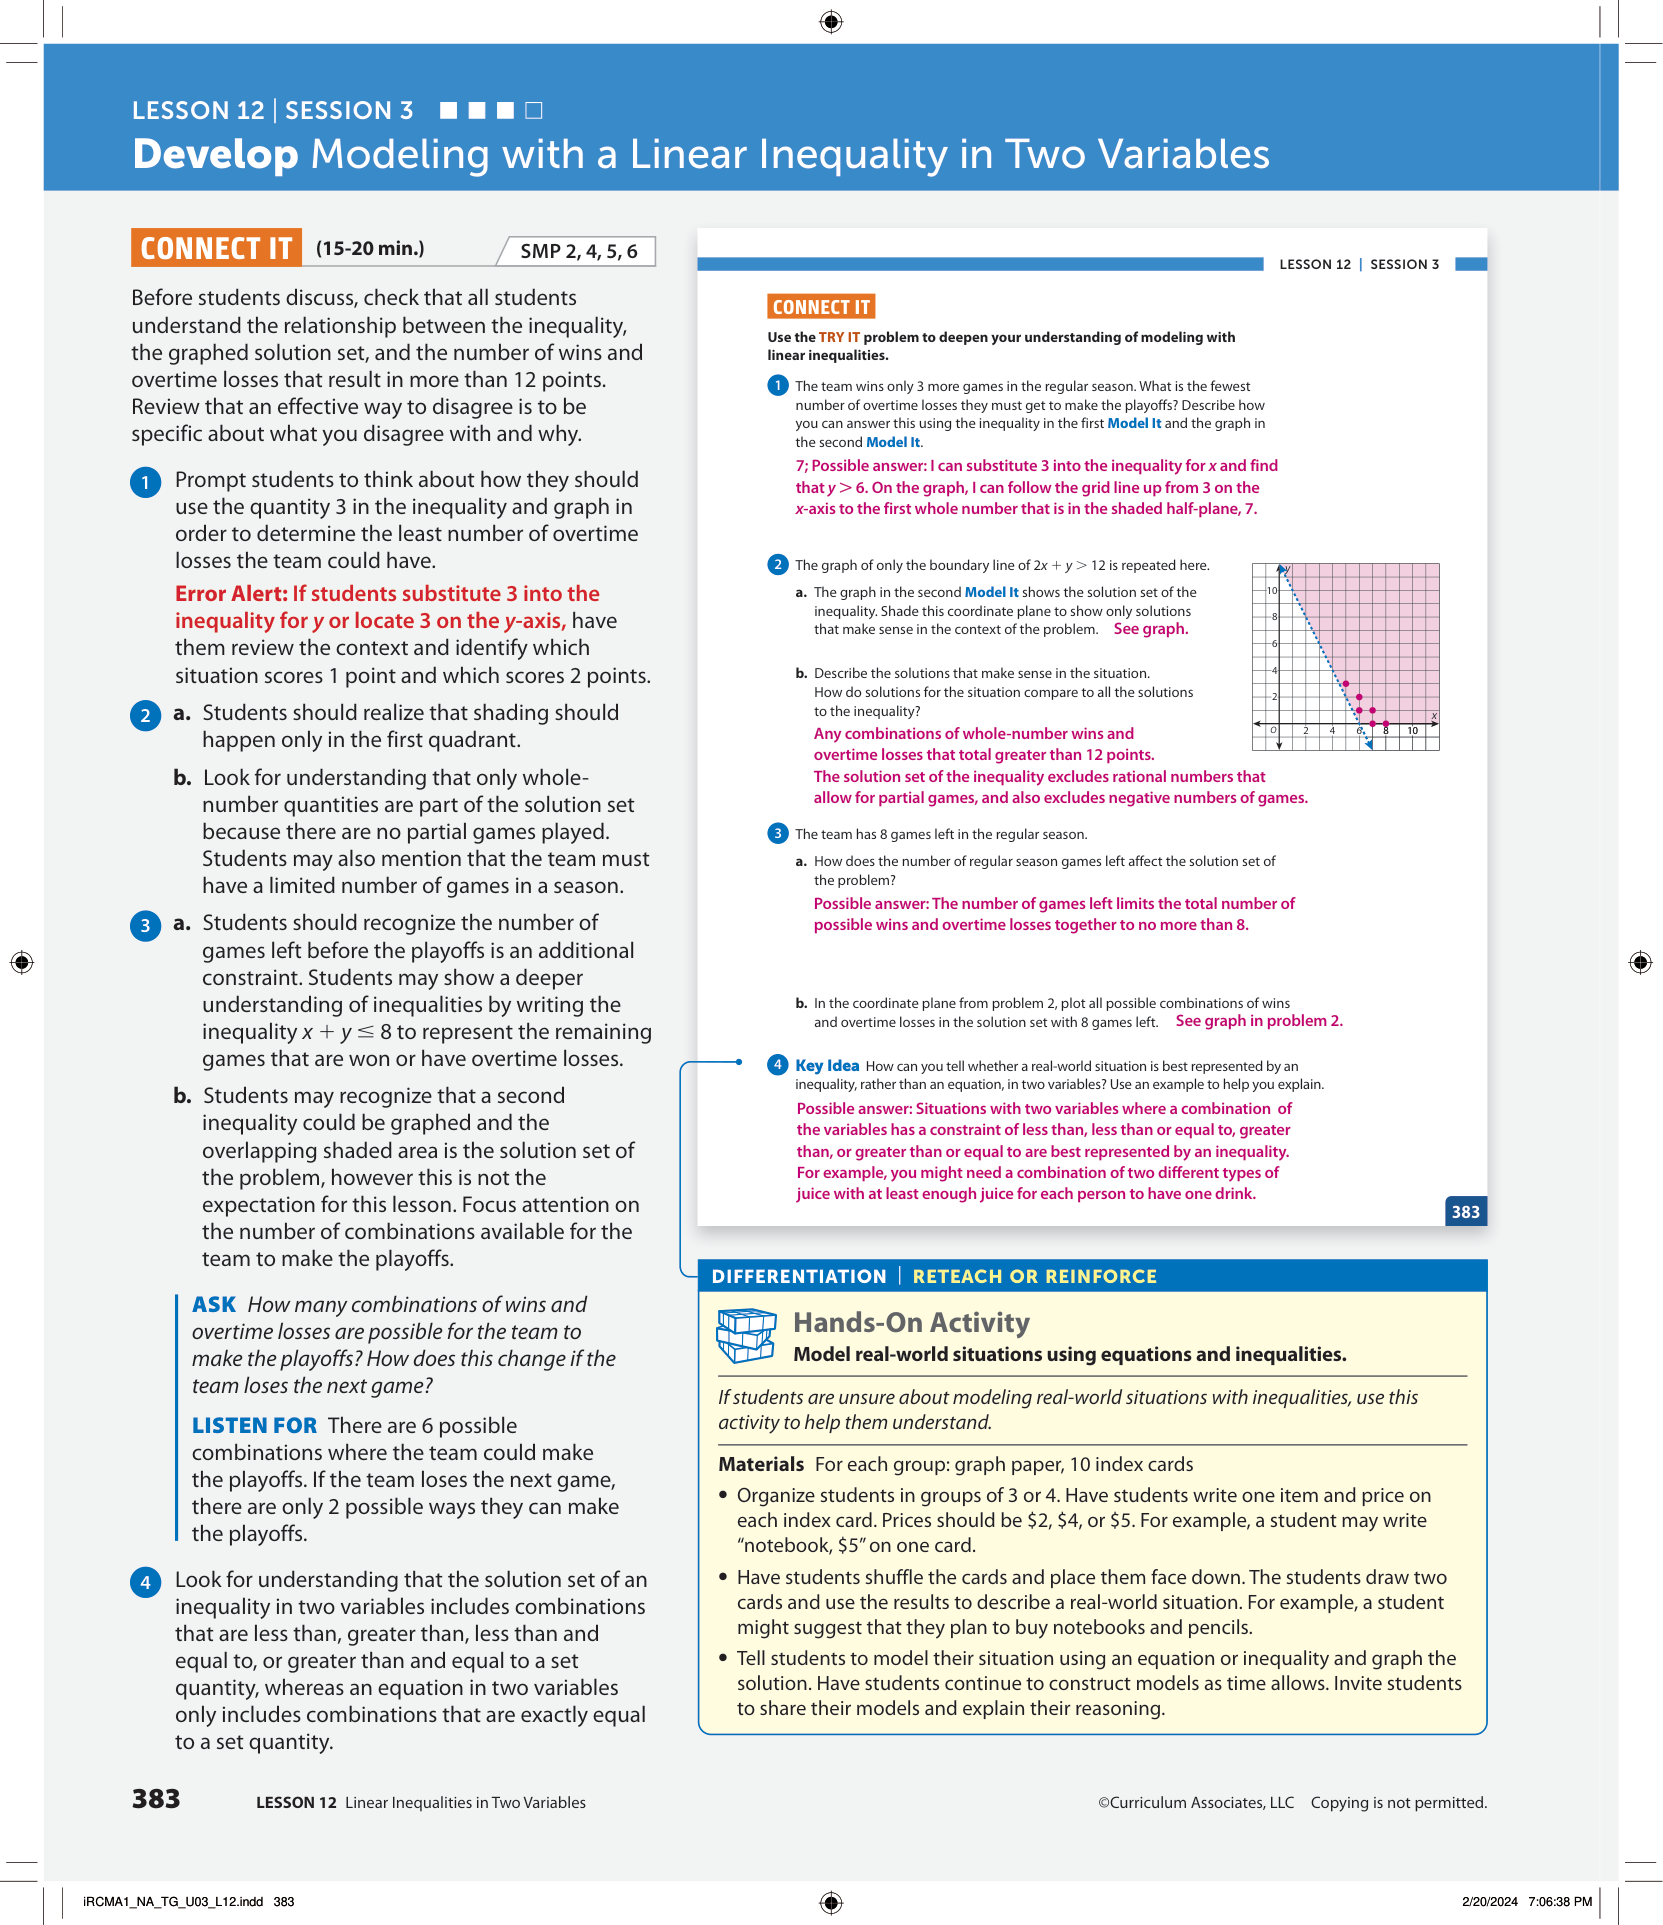 LESSON 12 | SESSION 3
Develop Modeling with a Linear Inequality in Two Variables
CONNECT IT (15-20 min.) SMP 2, 4, 5, 6
Before students discuss, check that all students
understand the relationship between the inequality,
the graphed solution set, and the number of wins and
overtime losses that result in more than 12 points.
Review that an effective way to disagree is to be
specific about what you disagree with and why.
1 Prompt students to think about how they should
use the quantity 3 in the inequality and graph in
order to determine the least number of overtime
losses the team could have.
Error Alert: If students substitute 3 into the
inequality for y or locate 3 on the y-axis, have
them review the context and identify which
situation scores 1 point and which scores 2 points.
2 a. Students should realize that shading should
happen only in the first quadrant.
b. Look for understanding that only whole-
number quantities are part of the solution set
because there are no partial games played.
Students may also mention that the team must
have a limited number of games in a season.
3 a. Students should recognize the number of
games left before the playoffs is an additional
constraint. Students may show a deeper
understanding of inequalities by writing the
inequality x + y ≤ 8 to represent the remaining
games that are won or have overtime losses.
b. Students may recognize that a second
inequality could be graphed and the
overlapping shaded area is the solution set of
the problem, however this is not the
expectation for this lesson. Focus attention on
the number of combinations available for the
team to make the playoffs.
ASK How many combinations of wins and
overtime losses are possible for the team to
make the playoffs? How does this change if the
team loses the next game?
LISTEN FOR There are 6 possible
combinations where the team could make
the playoffs. If the team loses the next game,
there are only 2 possible ways they can make
the playoffs.
4 Look for understanding that the solution set of an
inequality in two variables includes combinations
that are less than, greater than, less than and
equal to, or greater than and equal to a set
quantity, whereas an equation in two variables
only includes combinations that are exactly equal
to a set quantity.
LESSON 12 | SESSION 3
CONNECT IT
Use the TRY IT problem to deepen your understanding of modeling with
linear inequalities.
1 The team wins only 3 more games in the regular season. What is the fewest
number of overtime losses they must get to make the playoffs? Describe how
you can answer this using the inequality in the first Model It and the graph in
the second Model It.
7; Possible answer: I can substitute 3 into the inequality for x and find
that y > 6. On the graph, I can follow the grid line up from 3 on the
x-axis to the first whole number that is in the shaded half-plane, 7.
2 The graph of only the boundary line of 2x + y > 12 is repeated here.
a. The graph in the second Model It shows the solution set of the
inequality. Shade this coordinate plane to show only solutions
that make sense in the context of the problem. See graph.
b. Describe the solutions that make sense in the situation.
How do solutions for the situation compare to all the solutions
to the inequality?
Any combinations of whole-number wins and
overtime losses that total greater than 12 points.
The solution set of the inequality excludes rational numbers that
allow for partial games, and also excludes negative numbers of games.
y
10
8
6
4
2
x
O 2 4 6 8 10
3 The team has 8 games left in the regular season.
a. How does the number of regular season games left affect the solution set of
the problem?
Possible answer: The number of games left limits the total number of
possible wins and overtime losses together to no more than 8.
b. In the coordinate plane from problem 2, plot all possible combinations of wins
and overtime losses in the solution set with 8 games left. See graph in problem 2.
4 Key Idea How can you tell whether a real-world situation is best represented by an
inequality, rather than an equation, in two variables? Use an example to help you explain.
Possible answer: Situations with two variables where a combination of
the variables has a constraint of less than, less than or equal to, greater
than, or greater than or equal to are best represented by an inequality.
For example, you might need a combination of two different types of
juice with at least enough juice for each person to have one drink.
383
DIFFERENTIATION | RETEACH OR REINFORCE
Hands-On Activity
Model real-world situations using equations and inequalities.
If students are unsure about modeling real-world situations with inequalities, use this
activity to help them understand.
Materials For each group: graph paper, 10 index cards
• Organize students in groups of 3 or 4. Have students write one item and price on
each index card. Prices should be $2, $4, or $5. For example, a student may write
“notebook, $5” on one card.
• Have students shuffle the cards and place them face down. The students draw two
cards and use the results to describe a real-world situation. For example, a student
might suggest that they plan to buy notebooks and pencils.
• Tell students to model their situation using an equation or inequality and graph the
solution. Have students continue to construct models as time allows. Invite students
to share their models and explain their reasoning.
383 LESSON 12 Linear Inequalities in Two Variables
©Curriculum Associates, LLC Copying is not permitted.
iRCMA1_NA_TG_U03_L12.indd 383
2/20/2024 7:06:38 PM